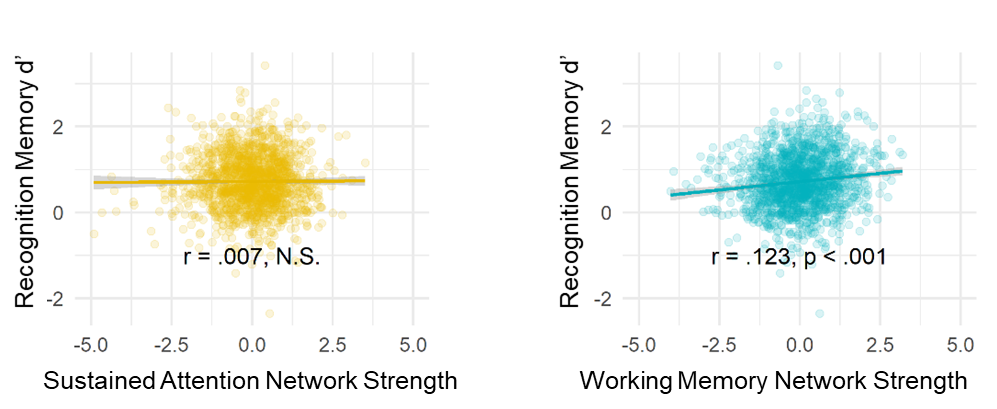 Recognition Memory d’
2
0
-2
r = .007, N.S.
-5.0
-2.5
0.0
2.5
5.0
Sustained Attention Network Strength
Recognition Memory d’
2
0
-2
r = .123, p < .001
-5.0
-2.5
0.0
2.5
5.0
Working Memory Network Strength